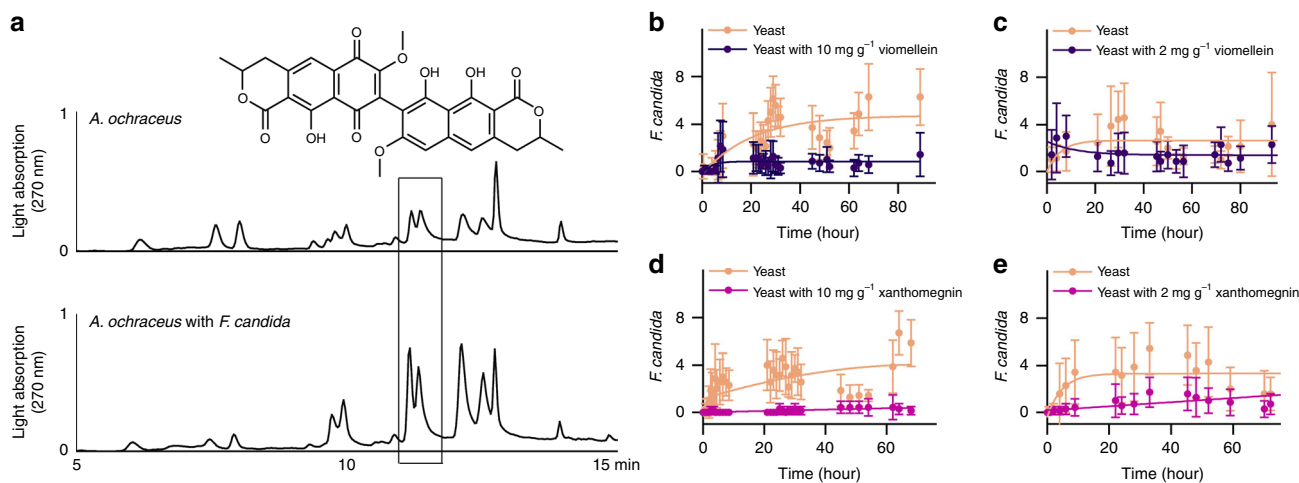 a
O
O
O
OH
OH
O
O
O
O
OH
O
O
1
A. ochraceus
Light absorption
(270 nm)
0
1
A. ochraceus with F. candida
Light absorption
(270 nm)
0
5
10
15 min
b
Yeast
Yeast with 10 mg g⁻¹ viomellein
F. candida
8
4
0
0
20
40
60
80
Time (hour)
c
Yeast
Yeast with 2 mg g⁻¹ viomellein
F. candida
8
4
0
0
20
40
60
80
Time (hour)
d
Yeast
Yeast with 10 mg g⁻¹ xanthomegnin
F. candida
8
4
0
0
20
40
60
Time (hour)
e
Yeast
Yeast with 2 mg g⁻¹ xanthomegnin
F. candida
8
4
0
0
20
40
60
Time (hour)